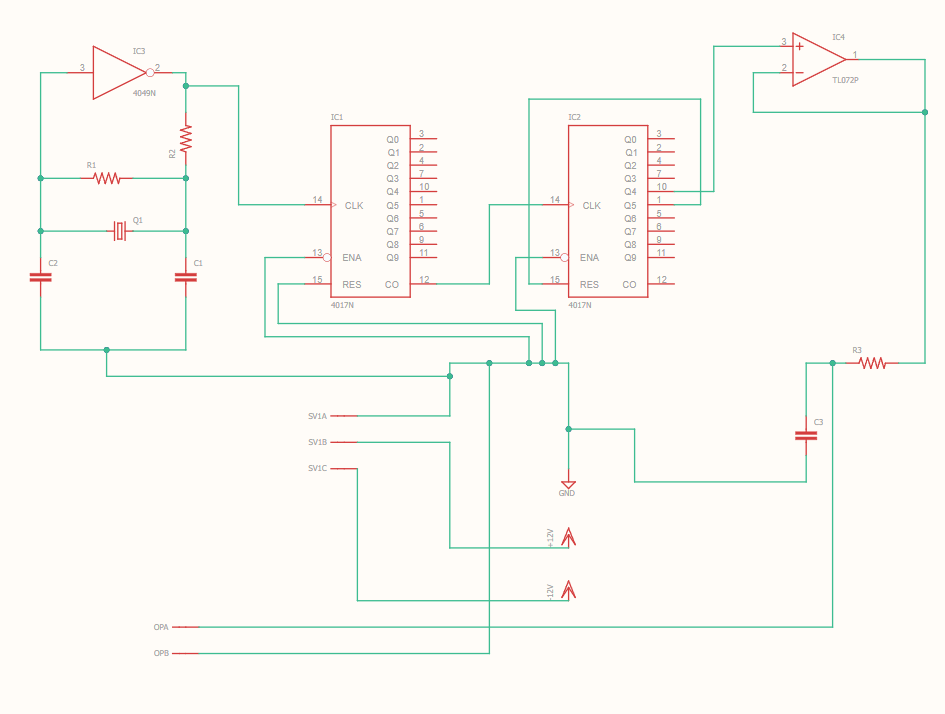 IC3
3
2
4049N
R2
R1
Q1
C2
C1
IC1
Q0 3
Q1 2
Q2 4
Q3 7
Q4 10
14 CLK Q5 1
Q6 5
Q7 6
Q8 9
13 ENA Q9 11
15 RES CO 12
4017N
IC2
Q0 3
Q1 2
Q2 4
Q3 7
Q4 10
14 CLK Q5 1
Q6 5
Q7 6
Q8 9
13 ENA Q9 11
15 RES CO 12
4017N
IC4
3
+
1
2
−
TL072P
R3
C3
SV1A
SV1B
SV1C
GND
+12V
-12V
OPA
OPB